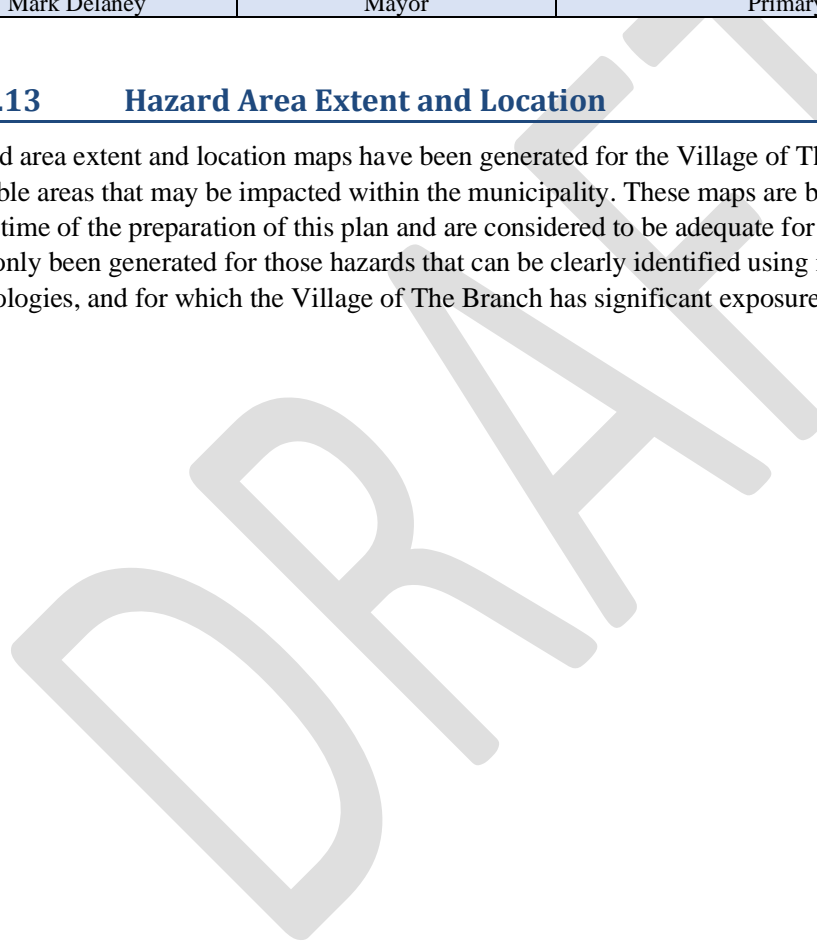 Mark Delaney Mayor Primary
.13 Hazard Area Extent and Location
d area extent and location maps have been generated for the Village of Th
ble areas that may be impacted within the municipality. These maps are b
time of the preparation of this plan and are considered to be adequate for
only been generated for those hazards that can be clearly identified using
ologies, and for which the Village of The Branch has significant exposure
DRAFT